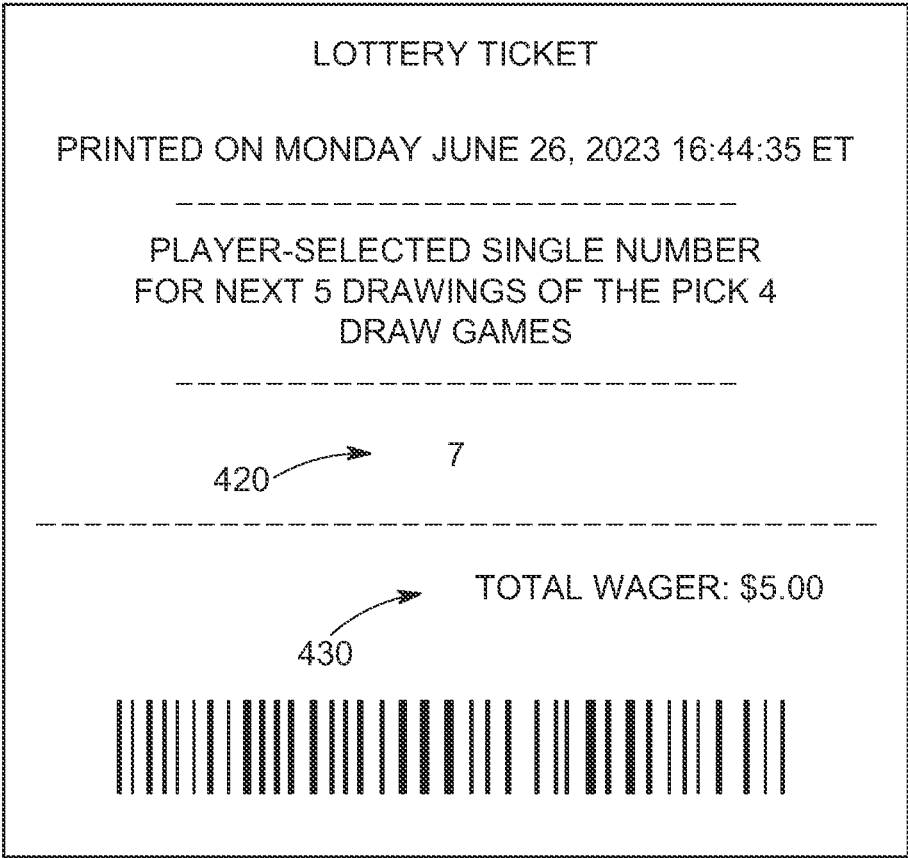 LOTTERY TICKET
PRINTED ON MONDAY JUNE 26, 2023 16:44:35 ET
PLAYER-SELECTED SINGLE NUMBER
FOR NEXT 5 DRAWINGS OF THE PICK 4
DRAW GAMES
7
420
TOTAL WAGER: $5.00
430